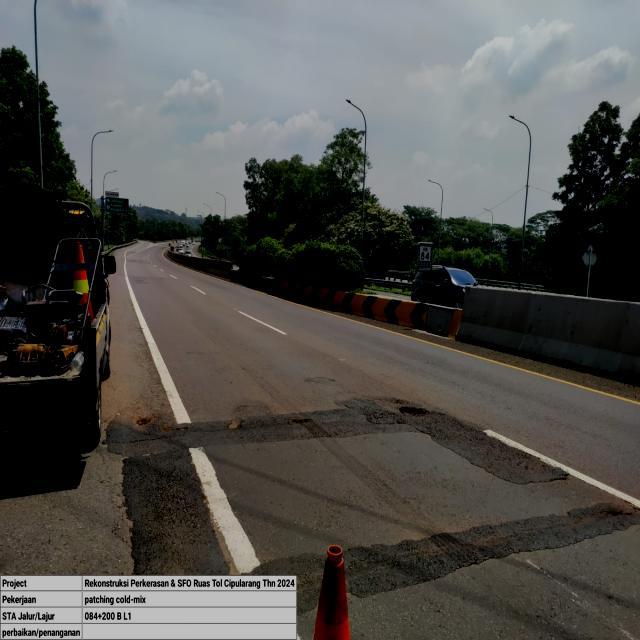 Project Rekonstruksi Perkerasan & SFO Ruas Tol Cipularang Thn 2024
Pekerjaan patching cold-mix
STA Jalur/Lajur 084+200 B L1
perbaikan/penanganan